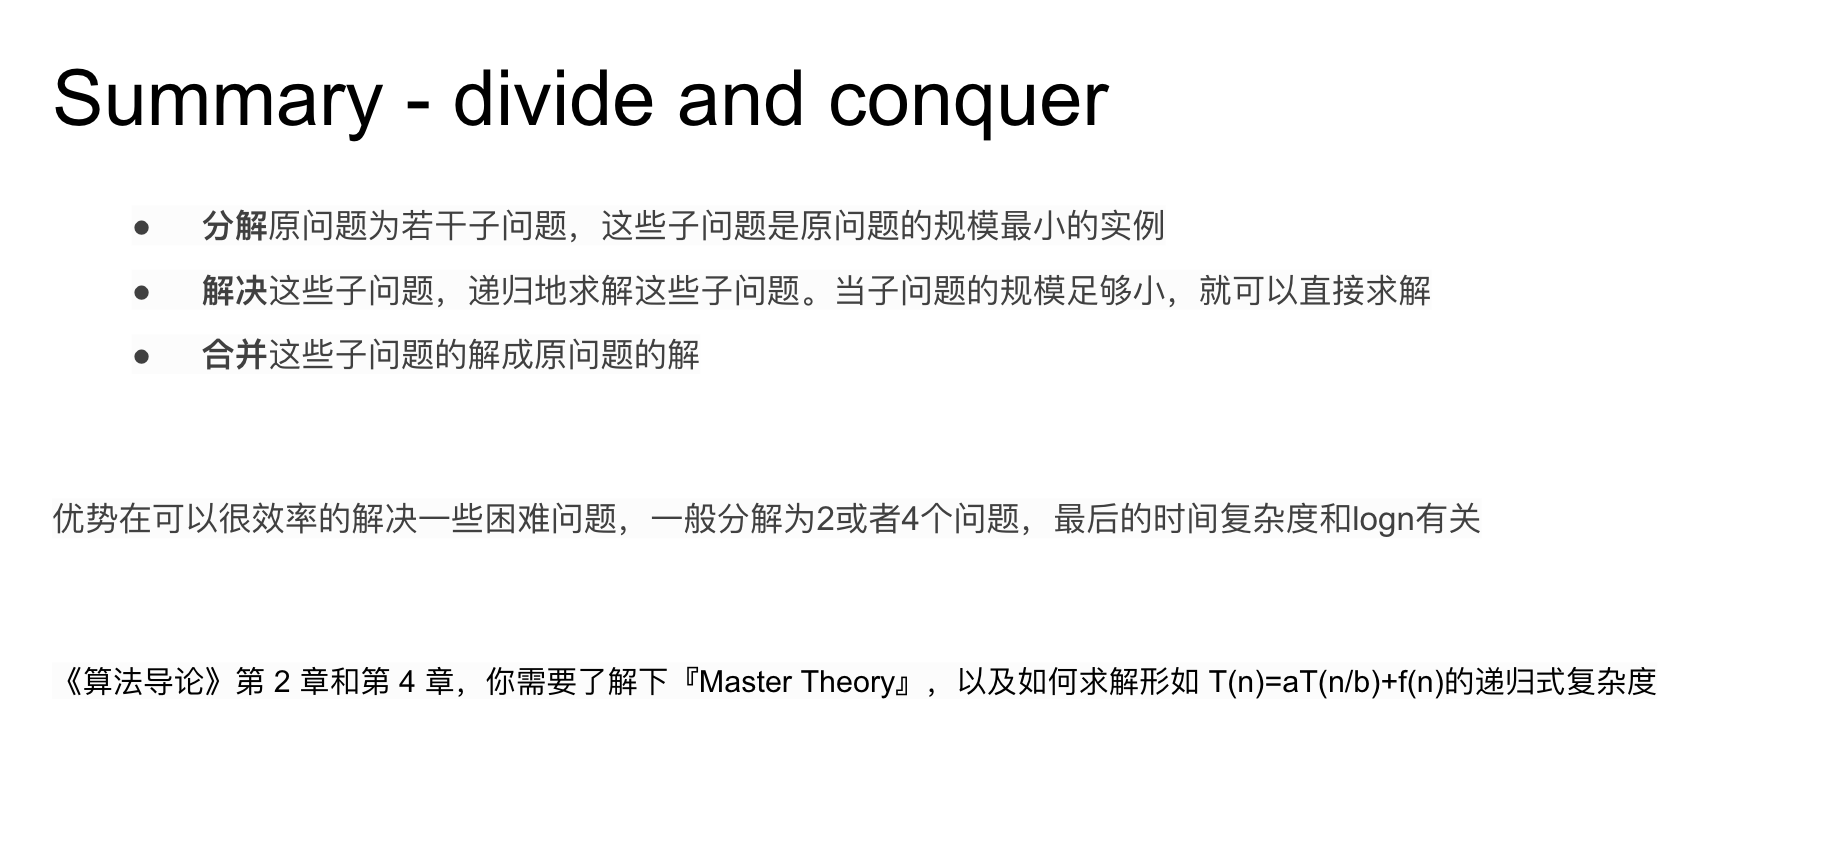 Summary - divide and conquer
● 分解原问题为若干子问题，这些子问题是原问题的规模最小的实例
● 解决这些子问题，递归地求解这些子问题。当子问题的规模足够小，就可以直接求解
● 合并这些子问题的解成原问题的解
优势在可以很效率的解决一些困难问题，一般分解为2或者4个问题，最后的时间复杂度和logn有关
《算法导论》第 2 章和第 4 章，你需要了解下『Master Theory』，以及如何求解形如 T(n)=aT(n/b)+f(n)的递归式复杂度